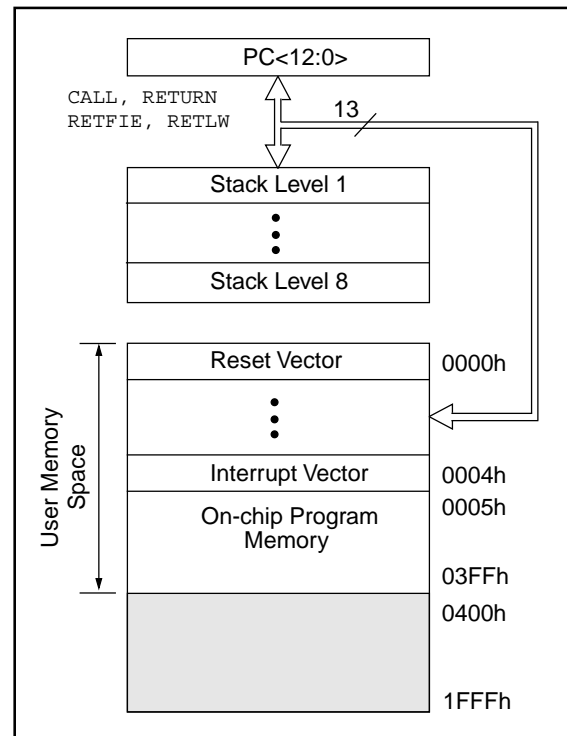 PC<12:0>
CALL, RETURN
RETFIE, RETLW
13
Stack Level 1
Stack Level 8
User Memory
Space
Reset Vector
0000h
Interrupt Vector
0004h
0005h
On-chip Program
Memory
03FFh
0400h
1FFFh